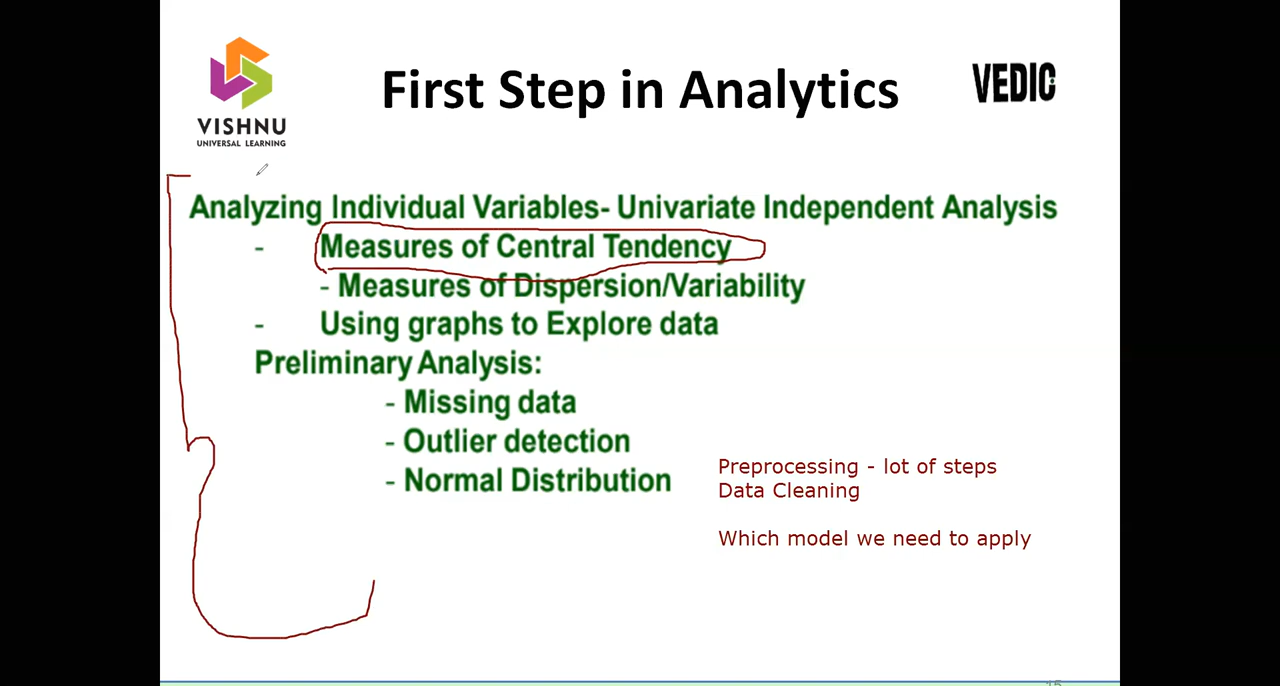 VISHNU
UNIVERSAL LEARNING
First Step in Analytics
VEDIC
Analyzing Individual Variables- Univariate Independent Analysis
- Measures of Central Tendency
- Measures of Dispersion/Variability
- Using graphs to Explore data
Preliminary Analysis:
- Missing data
- Outlier detection
- Normal Distribution
Preprocessing - lot of steps
Data Cleaning
Which model we need to apply